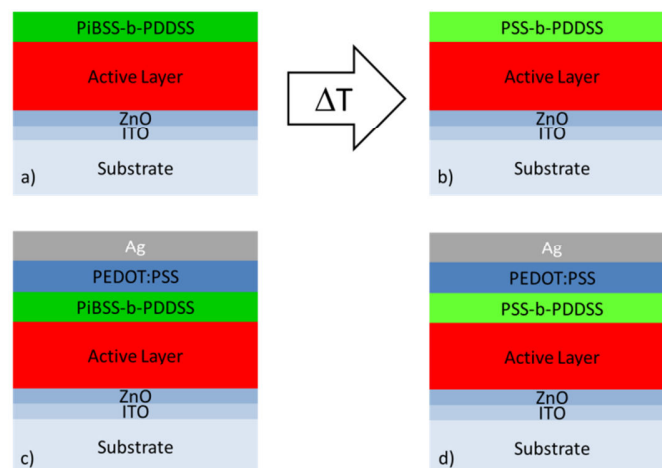 PiBSS-b-PDDSS
Active Layer
ZnO
ITO
Substrate
a)
ΔT
PSS-b-PDDSS
Active Layer
ZnO
ITO
Substrate
b)
Ag
PEDOT:PSS
PiBSS-b-PDDSS
Active Layer
ZnO
ITO
Substrate
c)
Ag
PEDOT:PSS
PSS-b-PDDSS
Active Layer
ZnO
ITO
Substrate
d)